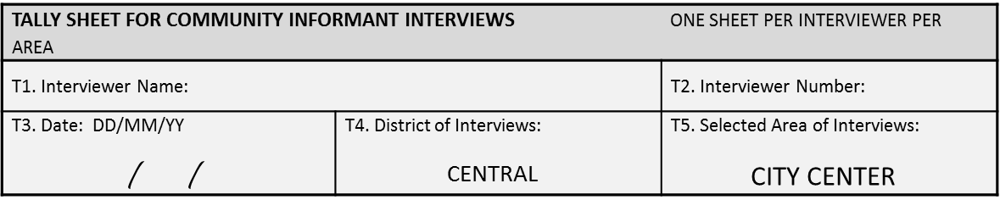 TALLY SHEET FOR COMMUNITY INFORMANT INTERVIEWS ONE SHEET PER INTERVIEWER PER
AREA
T1. Interviewer Name: T2. Interviewer Number:
T3. Date: DD/MM/YY T4. District of Interviews: T5. Selected Area of Interviews:
/ / CENTRAL CITY CENTER